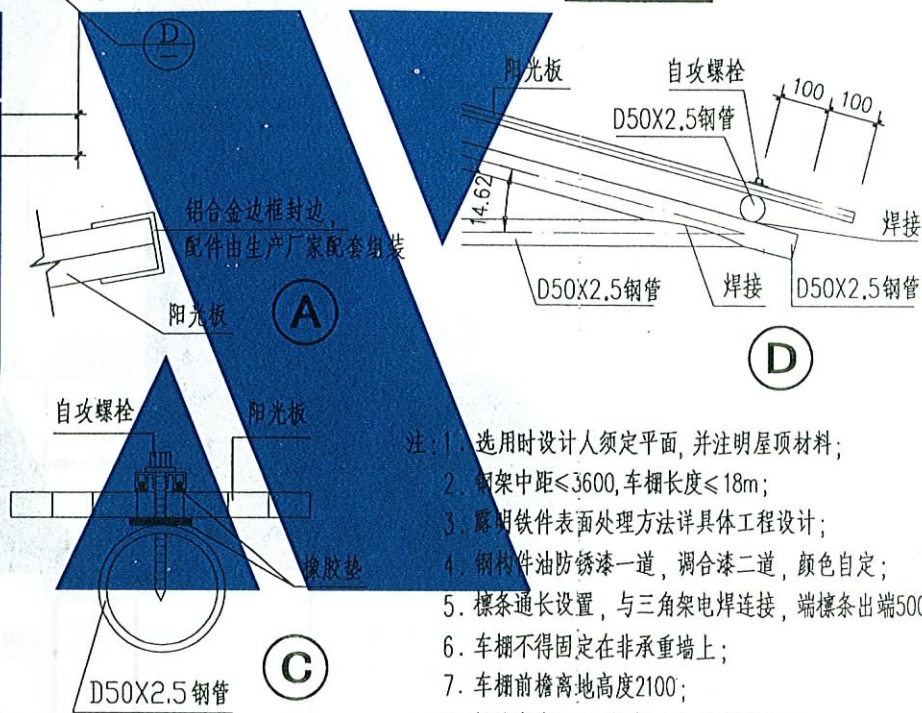 D
阳光板
自攻螺栓
100 100
D50X2.5钢管
14.62
焊接
D50X2.5钢管
焊接
D50X2.5钢管
D
铝合金边框封边,
配件由生产厂家配套组装
阳光板
A
自攻螺栓
阳光板
橡胶垫
D50X2.5钢管
C
注: 1. 选用时设计人须定平面, 并注明屋项材料;
2. 钢架中距≤3600, 车棚长度≤18m;
3. 露明铁件表面处理方法详具体工程设计;
4. 钢构件油防锈漆一道, 调合漆二道, 颜色自定;
5. 檩条通长设置, 与三角架电焊连接, 端檩条出端500
6. 车棚不得固定在非承重墙上;
7. 车棚前檐离地高度2100;